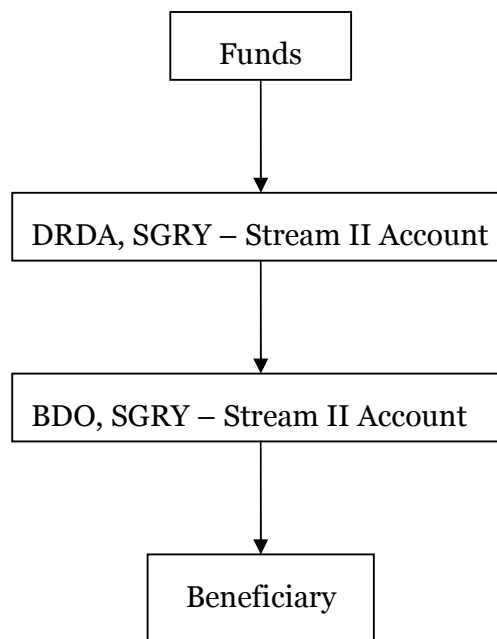 Funds
DRDA, SGRY – Stream II Account
BDO, SGRY – Stream II Account
Beneficiary